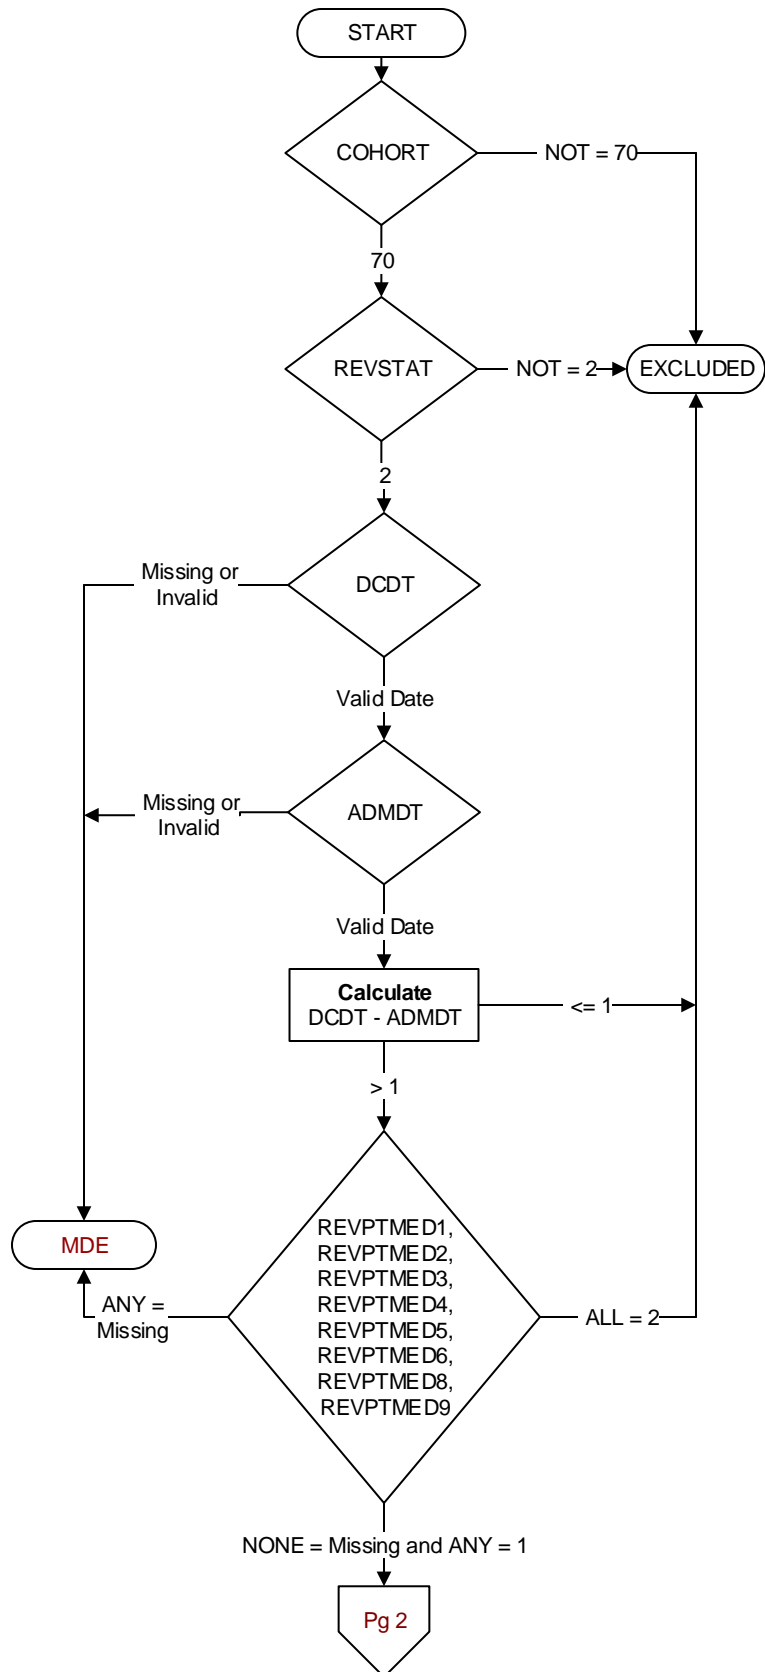 START
COHORT
NOT = 70
70
REVSTAT
NOT = 2
EXCLUDED
2
Missing or
Invalid
DCDT
Valid Date
Missing or
Invalid
ADMDT
Valid Date
Calculate
DCDT - ADMDT
<= 1
> 1
MDE
REVPTMED1,
REVPTMED2,
REVPTMED3,
REVPTMED4,
REVPTMED5,
REVPTMED6,
REVPTMED8,
REVPTMED9
ANY =
Missing
ALL = 2
NONE = Missing and ANY = 1
Pg 2